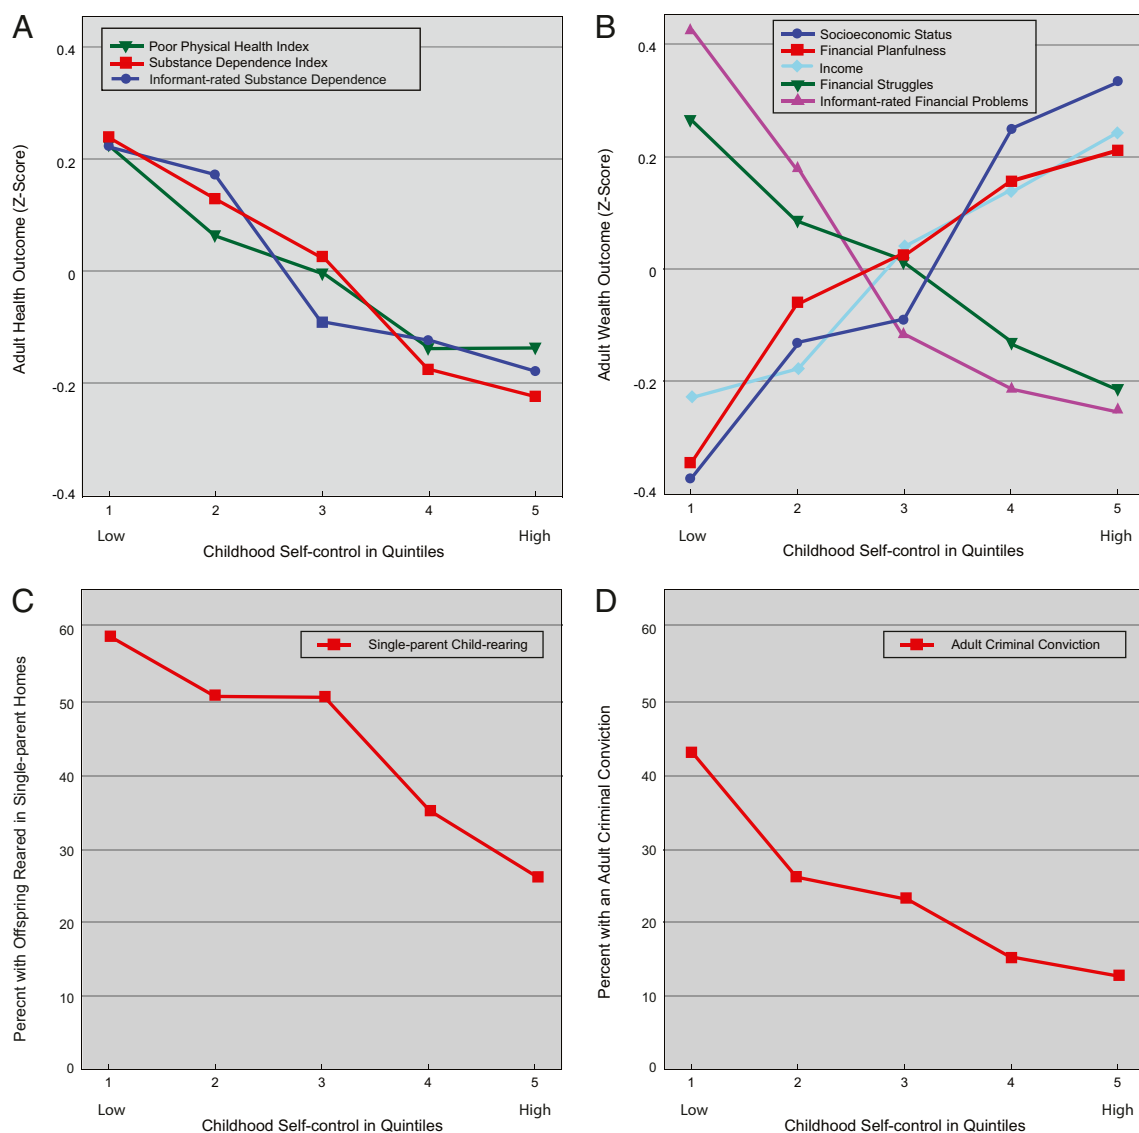 A
Poor Physical Health Index
Substance Dependence Index
Informant-rated Substance Dependence
Adult Health Outcome (Z-Score)
0.4
0.2
0
-0.2
-0.4
1 2 3 4 5
Low High
Childhood Self-control in Quintiles
B
Socioeconomic Status
Financial Planfulness
Income
Financial Struggles
Informant-rated Financial Problems
Adult Wealth Outcome (Z-Score)
0.4
0.2
0
-0.2
-0.4
1 2 3 4 5
Low High
Childhood Self-control in Quintiles
C
Single-parent Child-rearing
Perecnt with Offspring Reared in Single-parent Homes
60
50
40
30
20
10
0
1 2 3 4 5
Low High
Childhood Self-control in Quintiles
D
Adult Criminal Conviction
Percent with an Adult Criminal Conviction
60
50
40
30
20
10
0
1 2 3 4 5
Low High
Childhood Self-control in Quintiles